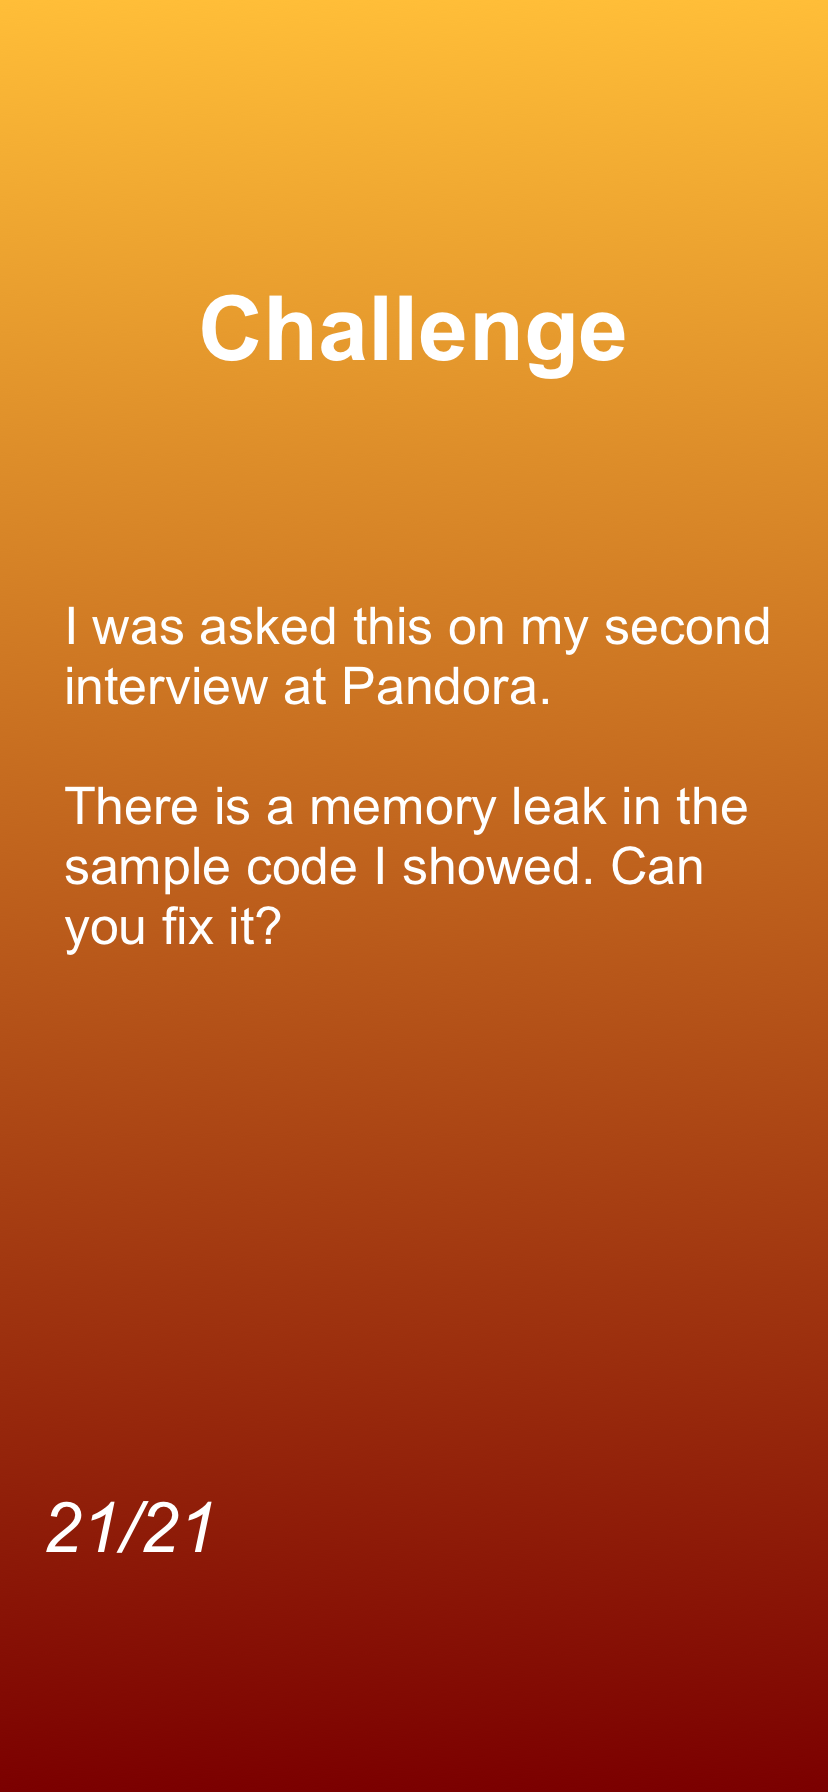 Challenge
I was asked this on my second
interview at Pandora.
There is a memory leak in the
sample code I showed. Can
you fix it?
21/21